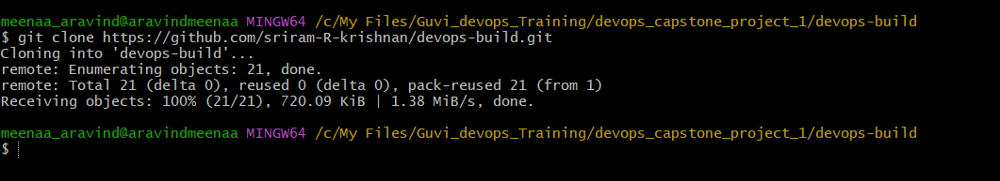 meenaa_aravind@aravindmeenaa MINGW64 /c/My Files/Guvi_devops_Training/devops_capstone_project_1/devops-build
$ git clone https://github.com/sriram-R-krishnan/devops-build.git
Cloning into 'devops-build'...
remote: Enumerating objects: 21, done.
remote: Total 21 (delta 0), reused 0 (delta 0), pack-reused 21 (from 1)
Receiving objects: 100% (21/21), 720.09 KiB | 1.38 MiB/s, done.
meenaa_aravind@aravindmeenaa MINGW64 /c/My Files/Guvi_devops_Training/devops_capstone_project_1/devops-build
$